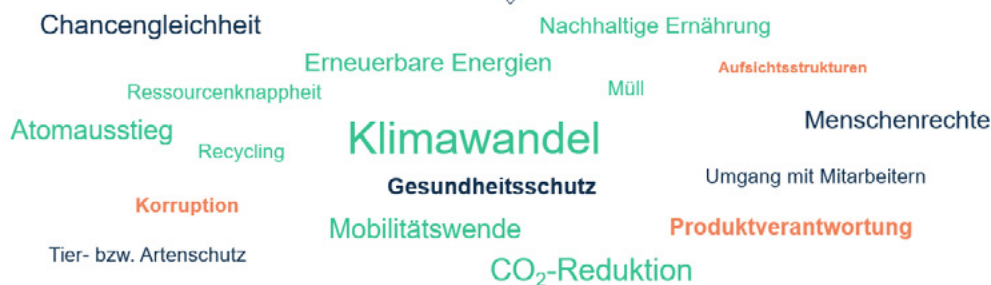 Chancengleichheit
Nachhaltige Ernährung
Erneuerbare Energien
Aufsichtsstrukturen
Ressourcenknappheit
Müll
Atomausstieg
Klimawandel
Menschenrechte
Recycling
Gesundheitsschutz
Umgang mit Mitarbeitern
Korruption
Mobilitätswende
Produktverantwortung
Tier- bzw. Artenschutz
CO₂-Reduktion